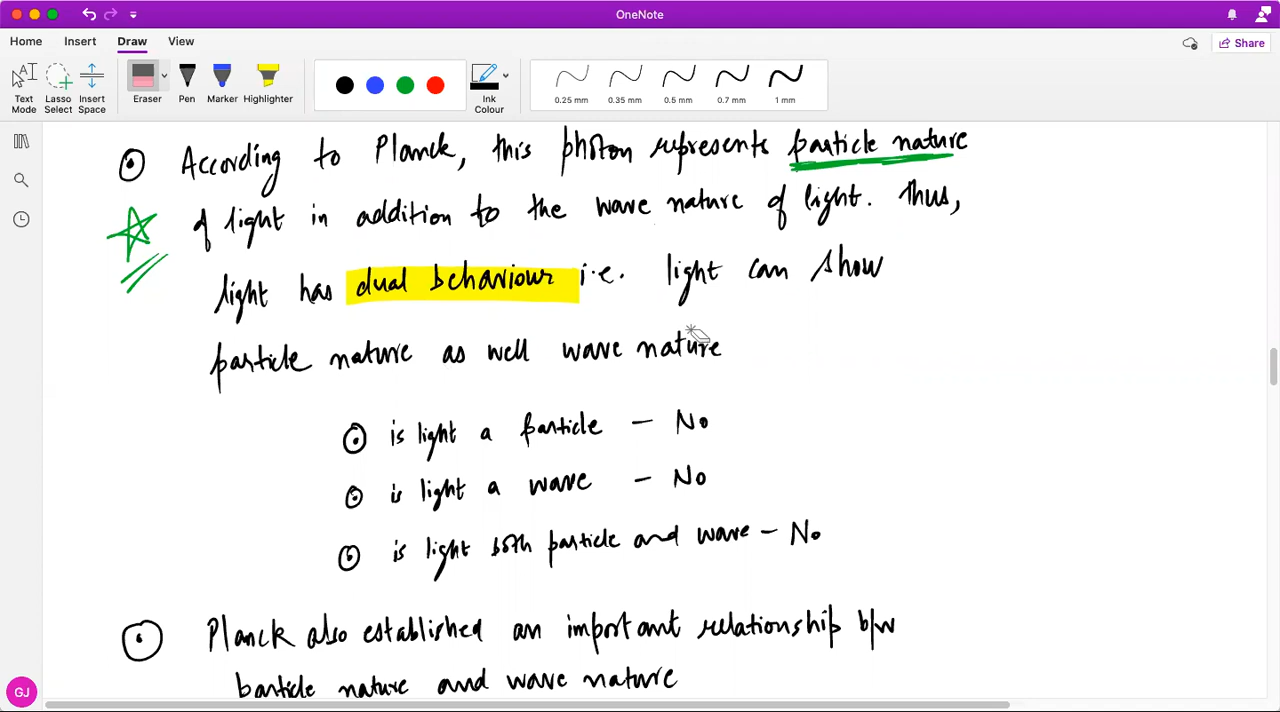 OneNote
Home Insert Draw View
Share
Text Mode
Lasso Select
Insert Space
Eraser
Pen
Marker
Highlighter
Ink Colour
0.25 mm 0.35 mm 0.5 mm 0.7 mm 1 mm
According to Planck, this photon represents particle nature
of light in addition to the wave nature of light. Thus,
light has dual behaviour i.e. light can show
particle nature as well wave nature
is light a particle - No
is light a wave - No
is light both particle and wave - No
Planck also established an important relationship b/w
particle nature and wave nature
GJ